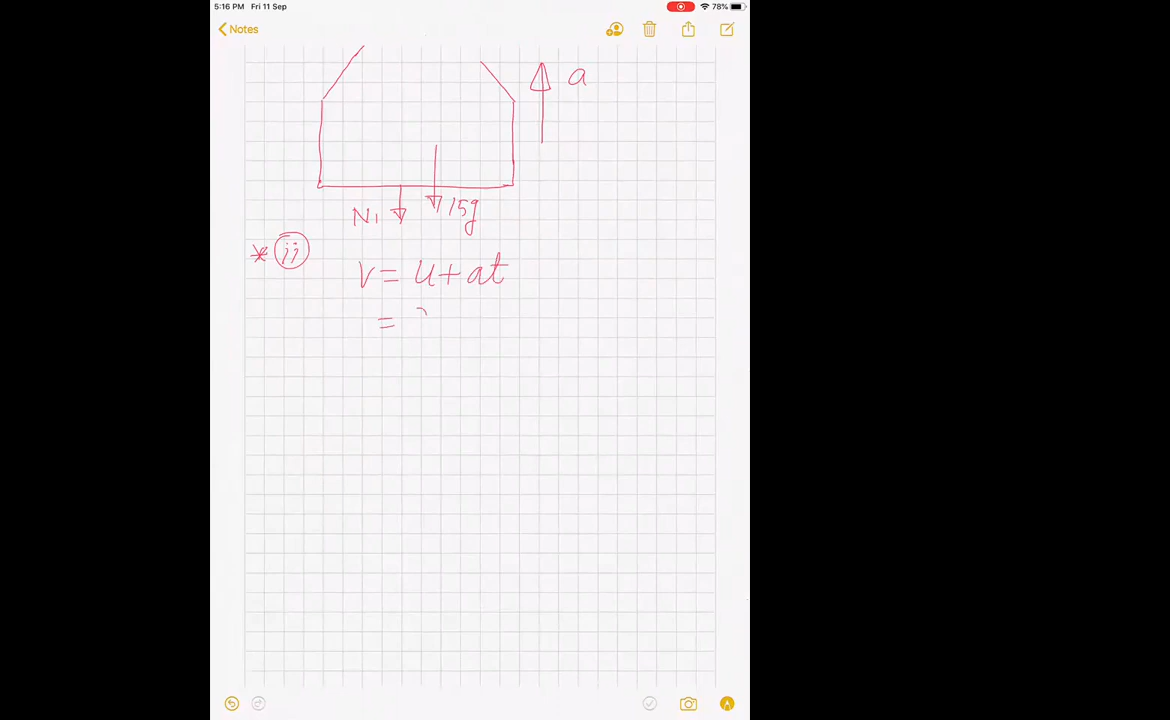 5:16 PM Fri 11 Sep
78%
Notes
a
N1
15g
* ii
v = u + at
=